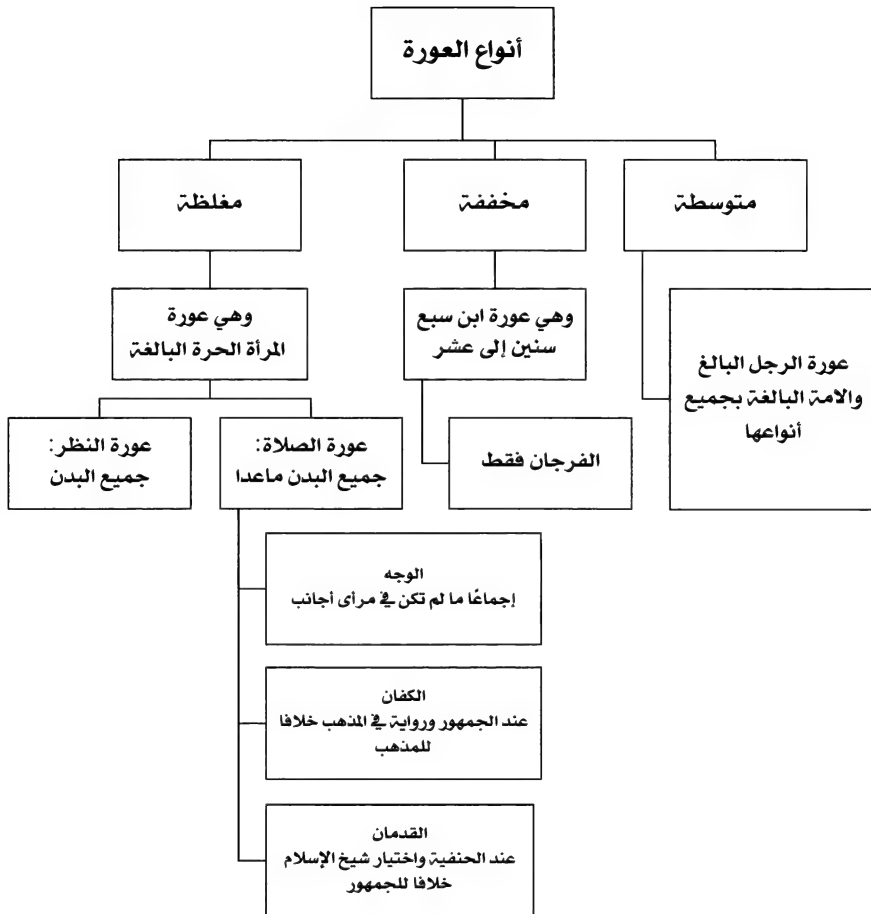 أنواع العورة
مغلظة
مخففة
متوسطة
وهي عورة
المرأة الحرة البالغة
وهي عورة ابن سبع
سنين إلى عشر
عورة الرجل البالغ
والامة البالغة بجميع
أنواعها
عورة النظر:
جميع البدن
عورة الصلاة:
جميع البدن ماعدا
الفرجان فقط
الوجه
إجماعًا ما لم تكن في مرأى أجانب
الكفان
عند الجمهور ورواية في المذهب خلافا
للمذهب
القدمان
عند الحنفية واختيار شيخ الإسلام
خلافا للجمهور